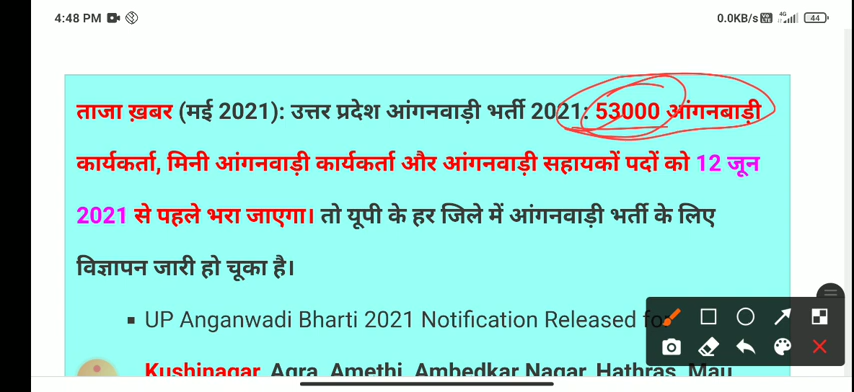 4:48 PM
0.0KB/s 4G 44
ताजा ख़बर (मई 2021): उत्तर प्रदेश आंगनवाड़ी भर्ती 2021: 53000 आंगनबाड़ी
कार्यकर्ता, मिनी आंगनवाड़ी कार्यकर्ता और आंगनवाड़ी सहायकों पदों को 12 जून
2021 से पहले भरा जाएगा। तो यूपी के हर जिले में आंगनवाड़ी भर्ती के लिए
विज्ञापन जारी हो चूका है।
▪ UP Anganwadi Bharti 2021 Notification Released for
Kushinagar, Agra, Amethi, Ambedkar Nagar, Hathras, Mau